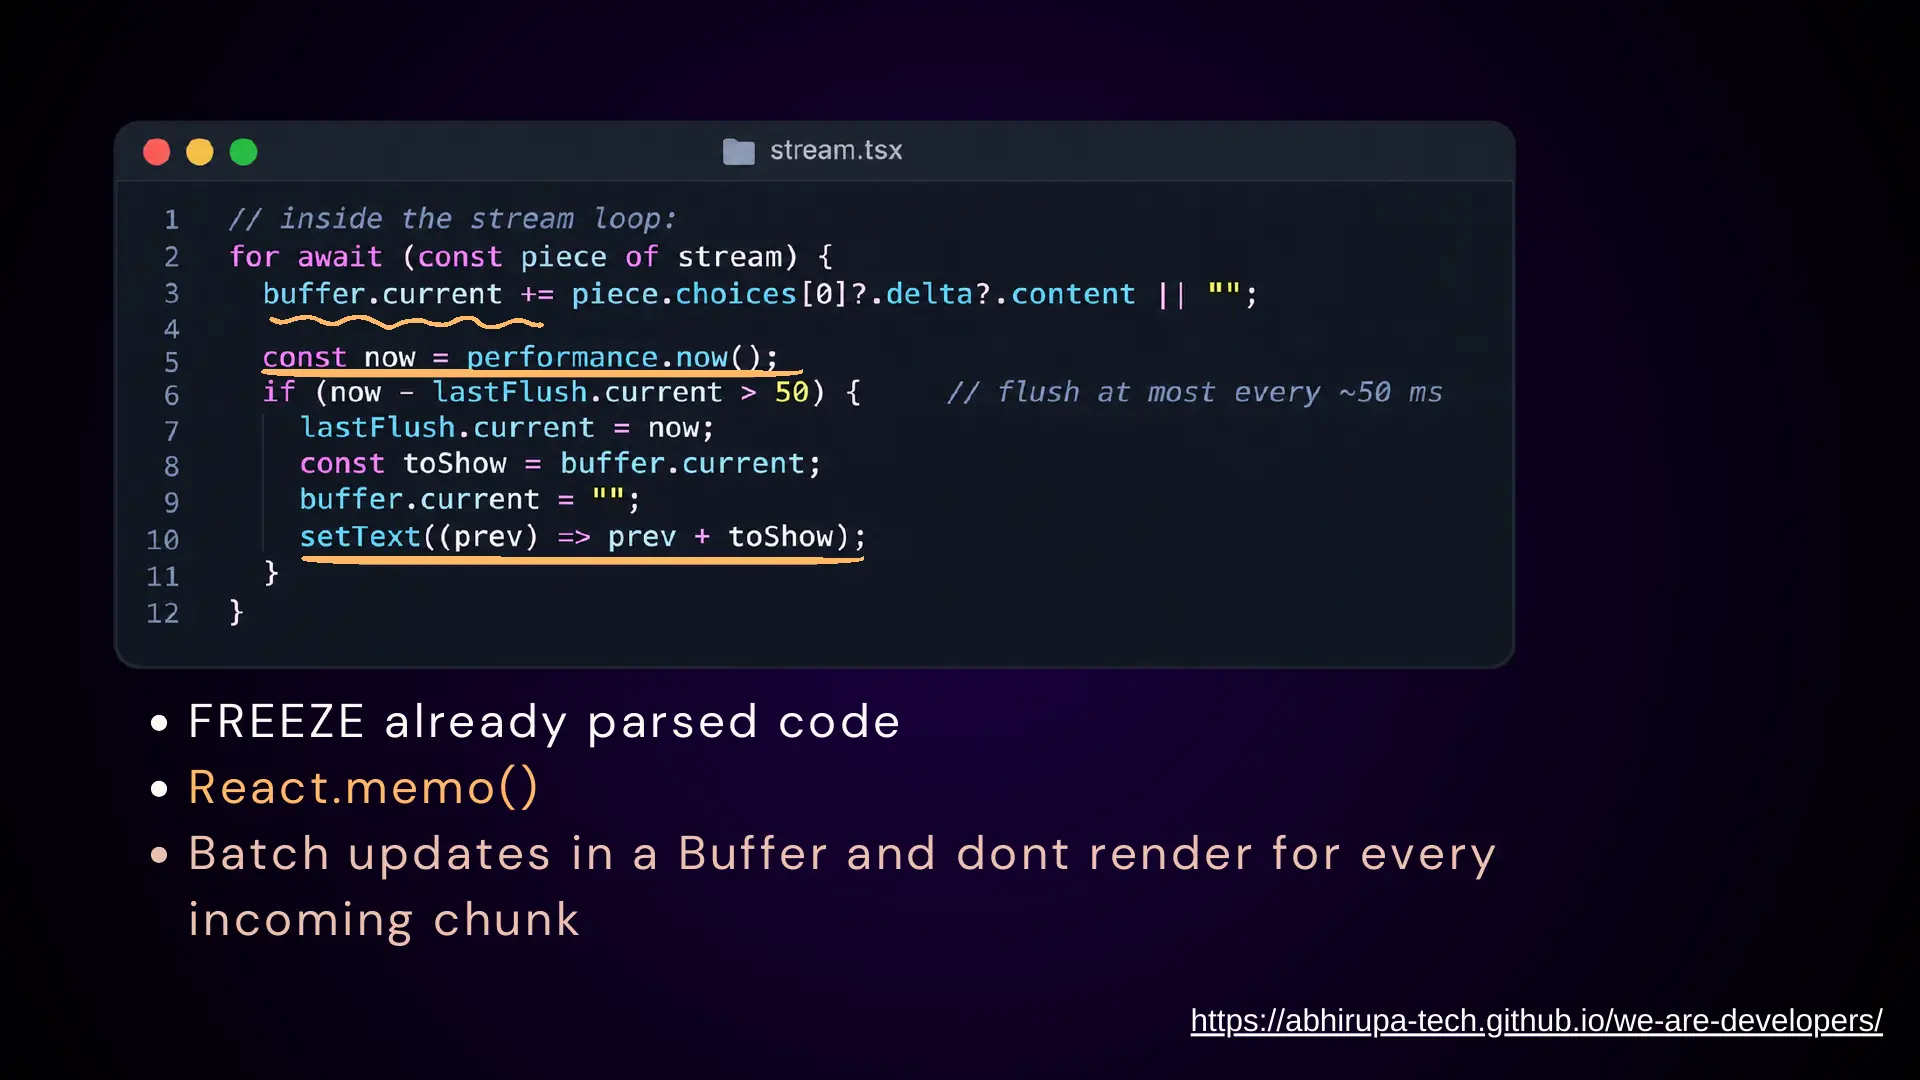 stream.tsx
1 // inside the stream loop:
2 for await (const piece of stream) {
3 buffer.current += piece.choices[0]?.delta?.content || "";
4
5 const now = performance.now();
6 if (now - lastFlush.current > 50) { // flush at most every ~50 ms
7 lastFlush.current = now;
8 const toShow = buffer.current;
9 buffer.current = "";
10 setText((prev) => prev + toShow);
11 }
12 }
• FREEZE already parsed code
• React.memo()
• Batch updates in a Buffer and dont render for every
incoming chunk
https://abhirupa-tech.github.io/we-are-developers/